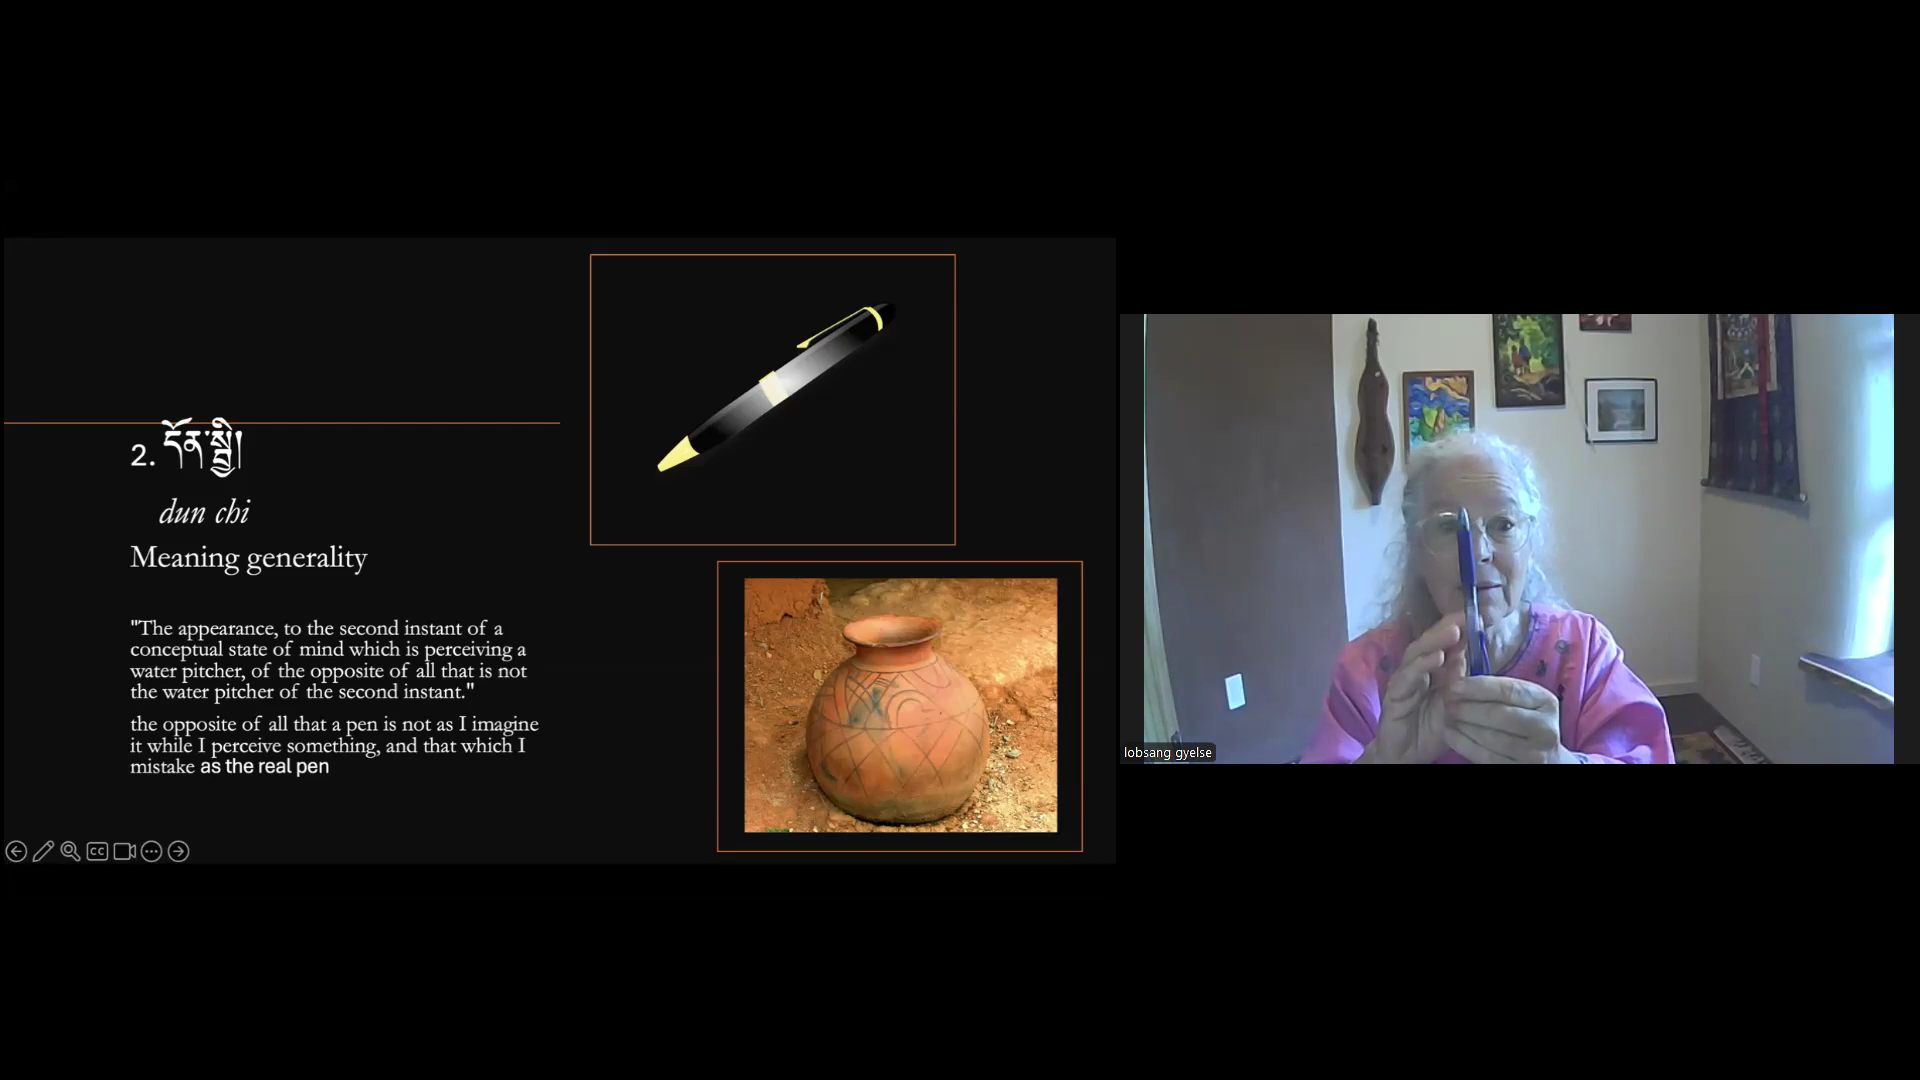 2. དོན་སྤྱི།
dun chi
Meaning generality
"The appearance, to the second instant of a
conceptual state of mind which is perceiving a
water pitcher, of the opposite of all that is not
the water pitcher of the second instant."
the opposite of all that a pen is not as I imagine
it while I perceive something, and that which I
mistake as the real pen
CC
lobsang gyelse